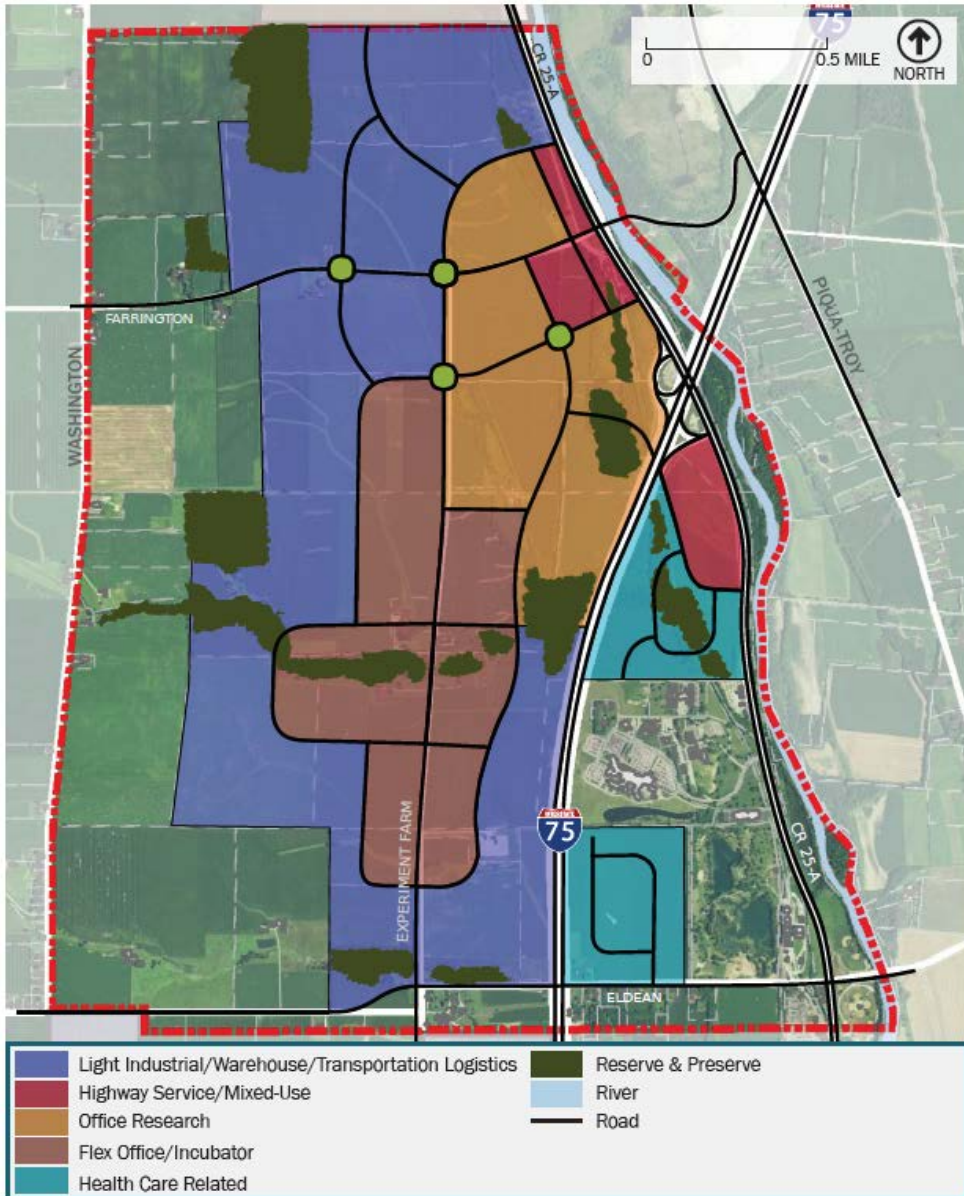 75
0 0.5 MILE
NORTH
CR 25-A
PIQUA-TROY
FARRINGTON
WASHINGTON
75
EXPERIMENT FARM
CR 25-A
ELDEAN
Light Industrial/Warehouse/Transportation Logistics
Highway Service/Mixed-Use
Office Research
Flex Office/Incubator
Health Care Related
Reserve & Preserve
River
Road